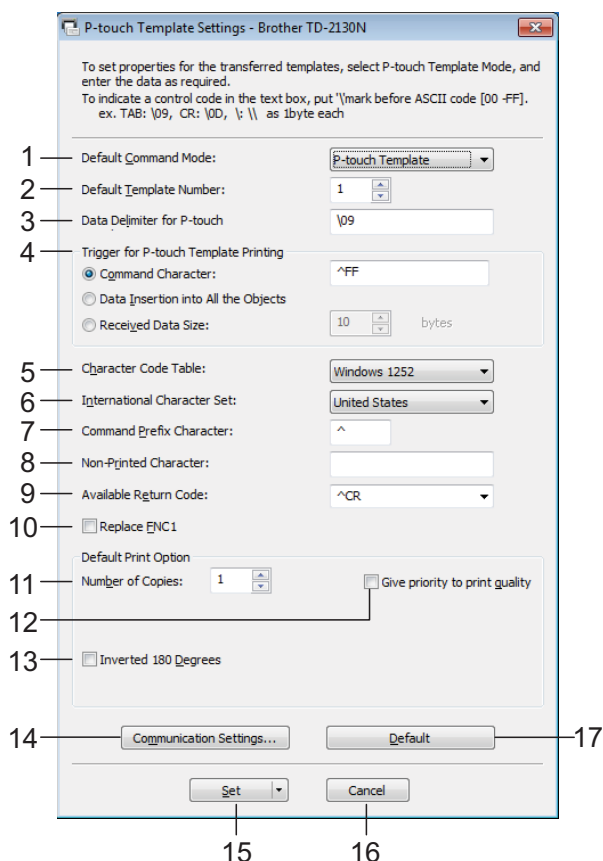 P-touch Template Settings - Brother TD-2130N
To set properties for the transferred templates, select P-touch Template Mode, and
enter the data as required.
To indicate a control code in the text box, put '\'mark before ASCII code [00 -FF].
ex. TAB: \09, CR: \0D, \: \\ as 1byte each
1 Default Command Mode: P-touch Template
2 Default Template Number: 1
3 Data Delimiter for P-touch \09
4 Trigger for P-touch Template Printing
Command Character: ^FF
Data Insertion into All the Objects
Received Data Size: 10 bytes
5 Character Code Table: Windows 1252
6 International Character Set: United States
7 Command Prefix Character: ^
8 Non-Printed Character:
9 Available Return Code: ^CR
10 Replace FNC1
Default Print Option
11 Number of Copies: 1 Give priority to print quality
12
13 Inverted 180 Degrees
14 Communication Settings... Default 17
Set Cancel
15 16